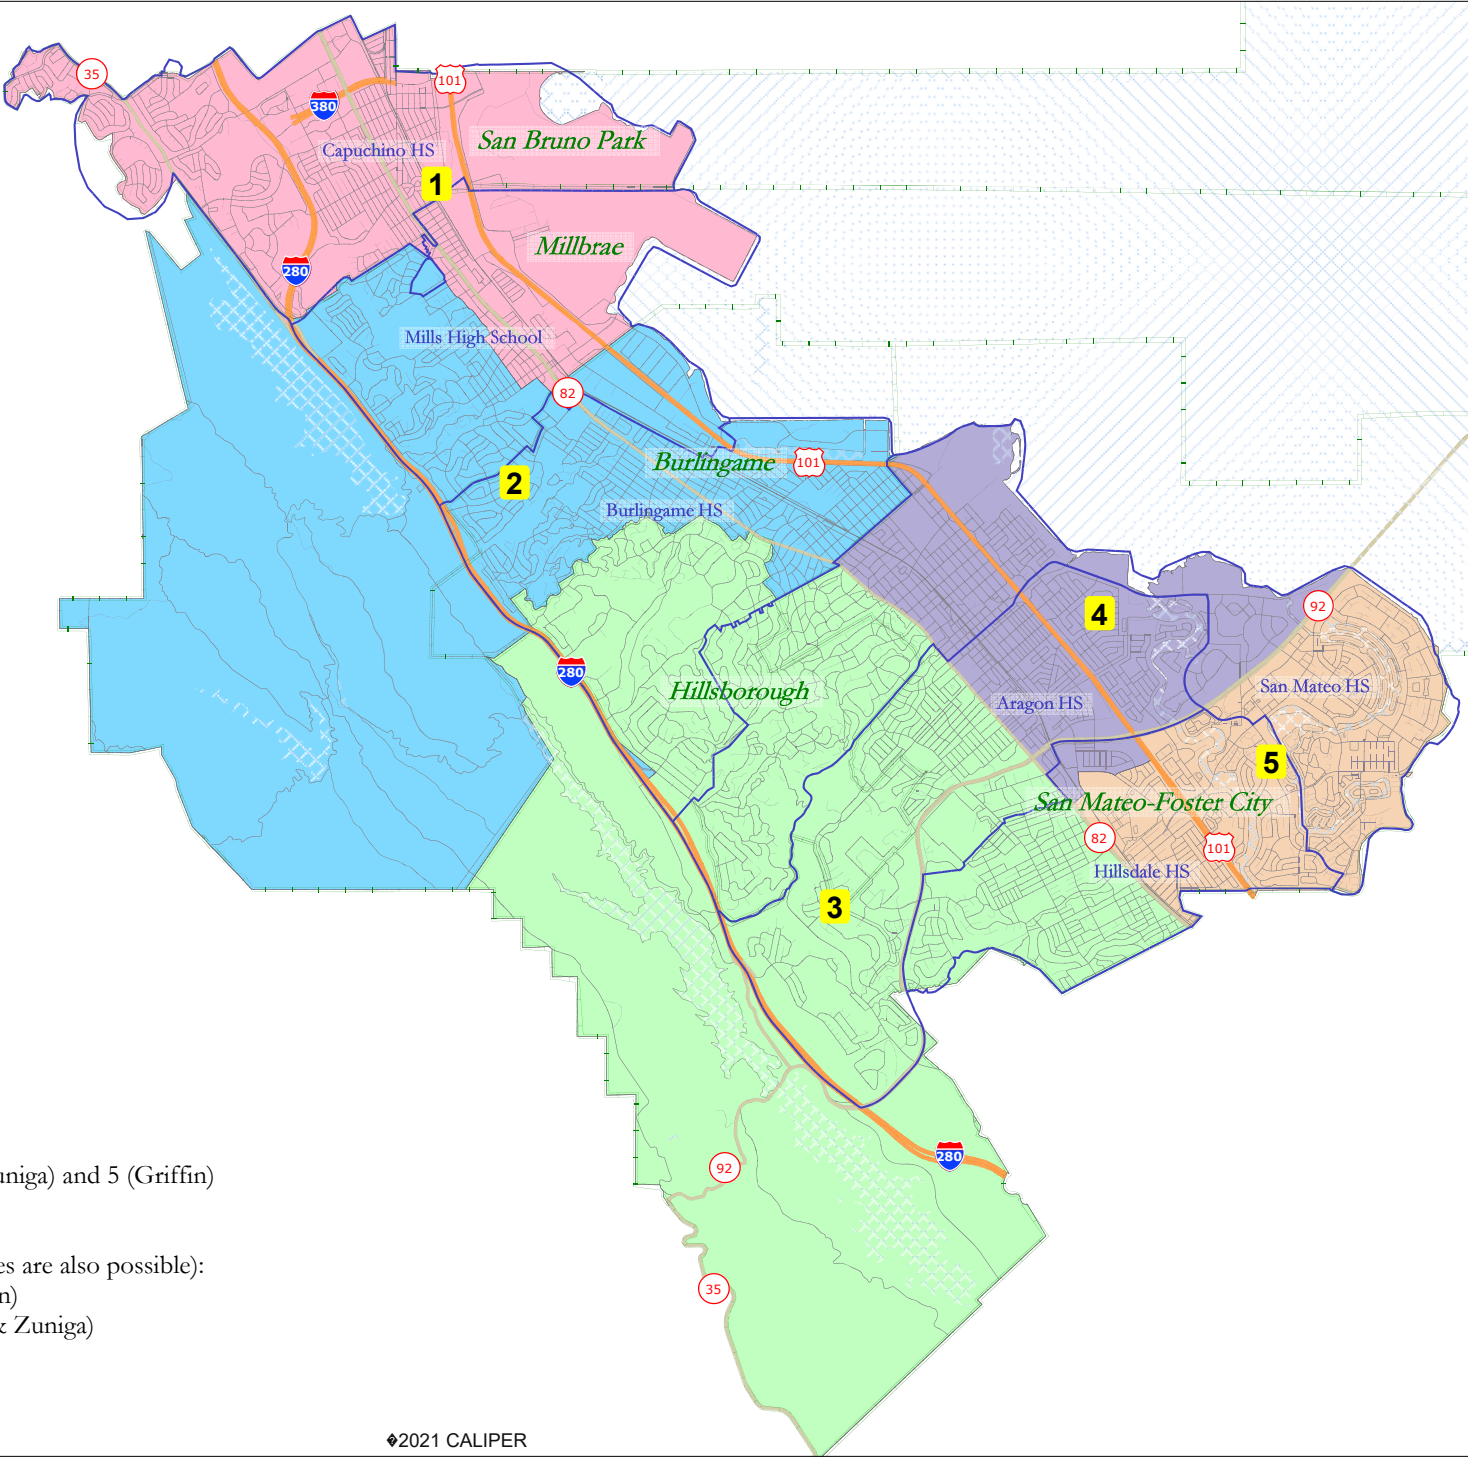 35
101
380
San Bruno Park
Capuchino HS
1
Millbrae
280
Mills High School
82
Burlingame
101
2
Burlingame HS
92
4
280
Hillsborough
San Mateo HS
Aragon HS
5
San Mateo-Foster City
82
101
Hillsdale HS
3
280
92
uniga) and 5 (Griffin)
es are also possible):
n)
& Zuniga)
35
�2021 CALIPER